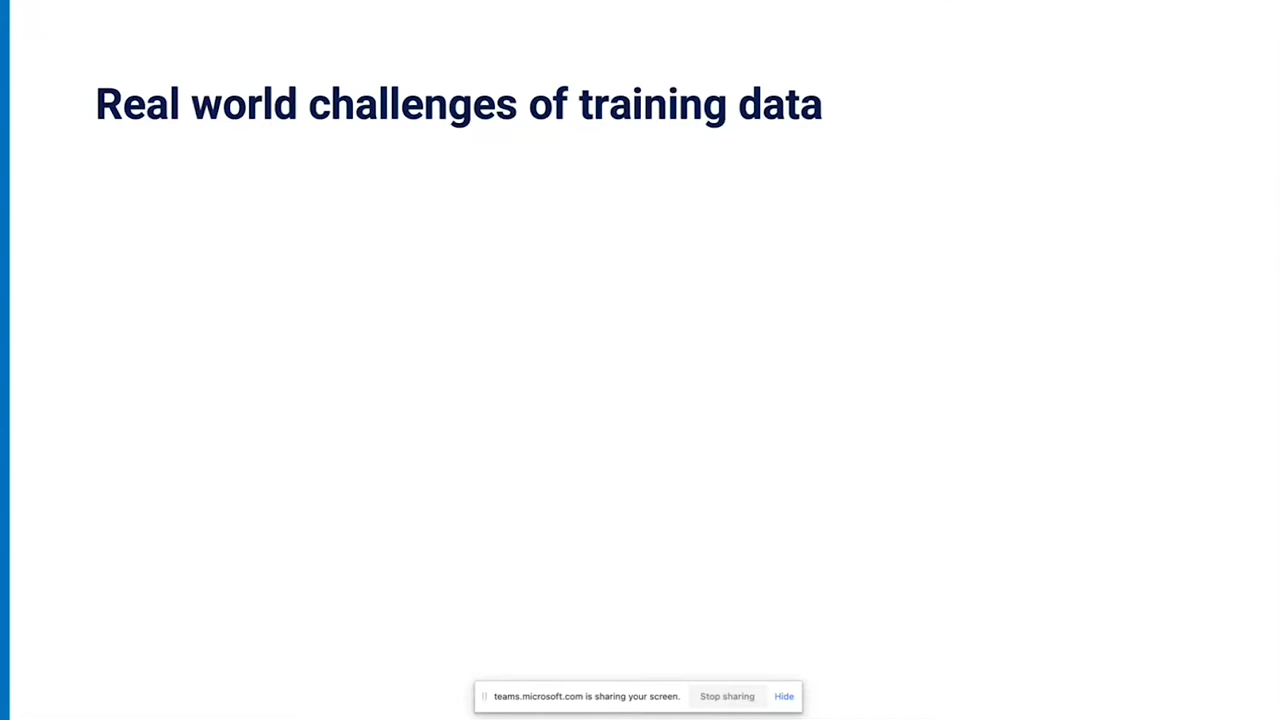 Real world challenges of training data
teams.microsoft.com is sharing your screen. Stop sharing Hide